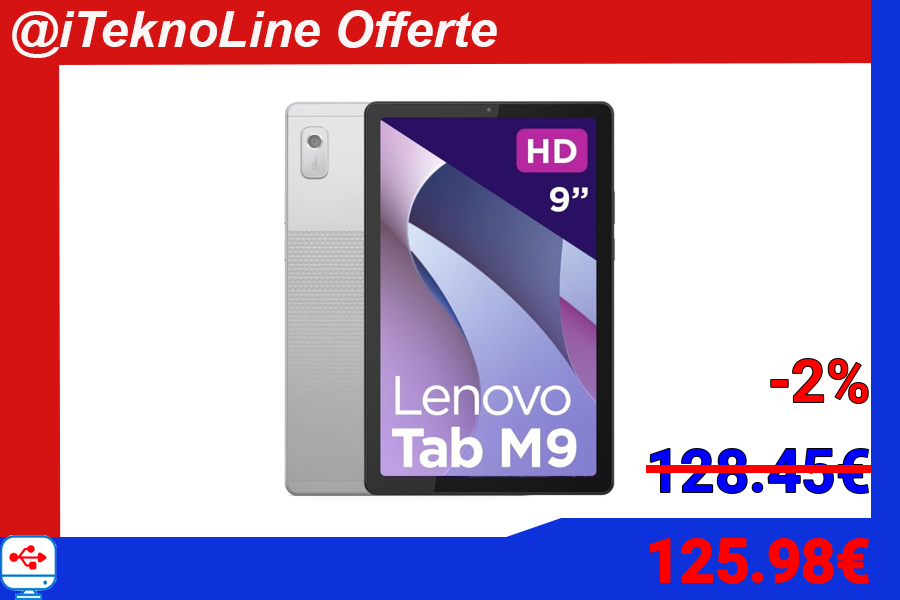 @iTeknoLine Offerte
HD
9”
Lenovo
Tab M9
-2%
128.45€
125.98€